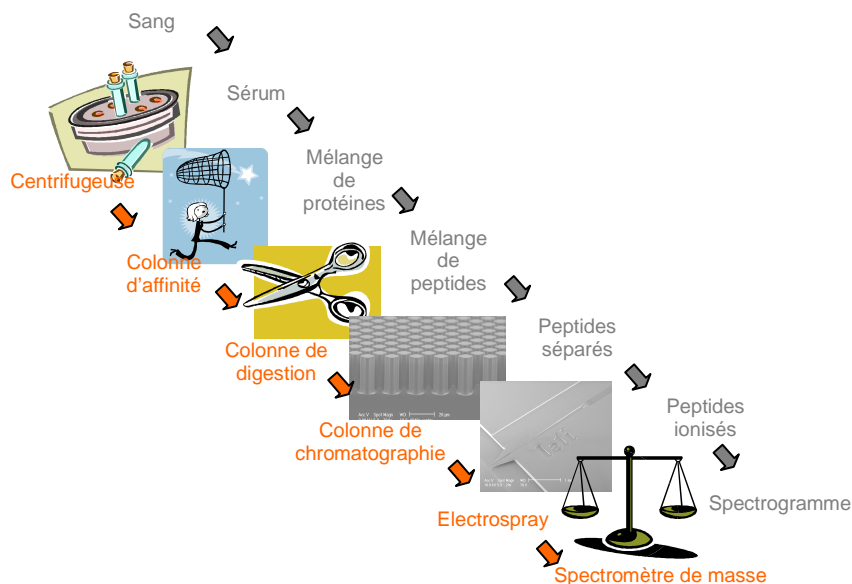 Sang
Sérum
Mélange
de
protéines
Centrifugeuse
Mélange
de
peptides
Colonne
d'affinité
Peptides
séparés
Colonne de
digestion
Peptides
ionisés
Colonne de
chromatographie
left
Spectrogramme
Electrospray
Spectromètre de masse